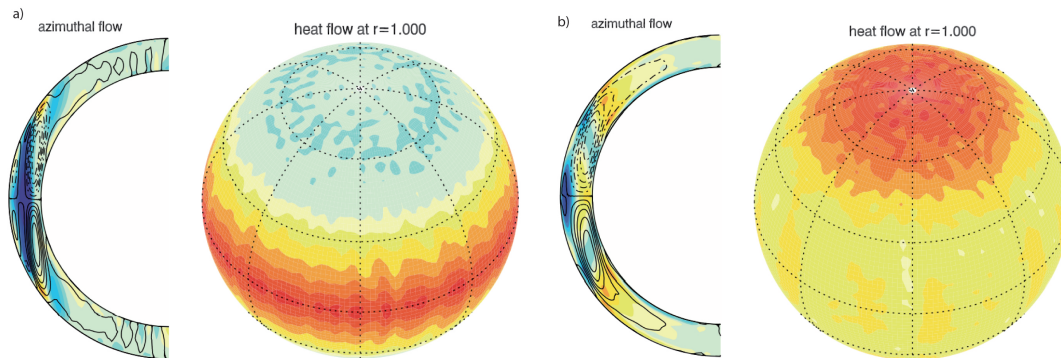 a)
azimuthal flow
heat flow at r=1.000
b)
azimuthal flow
heat flow at r=1.000